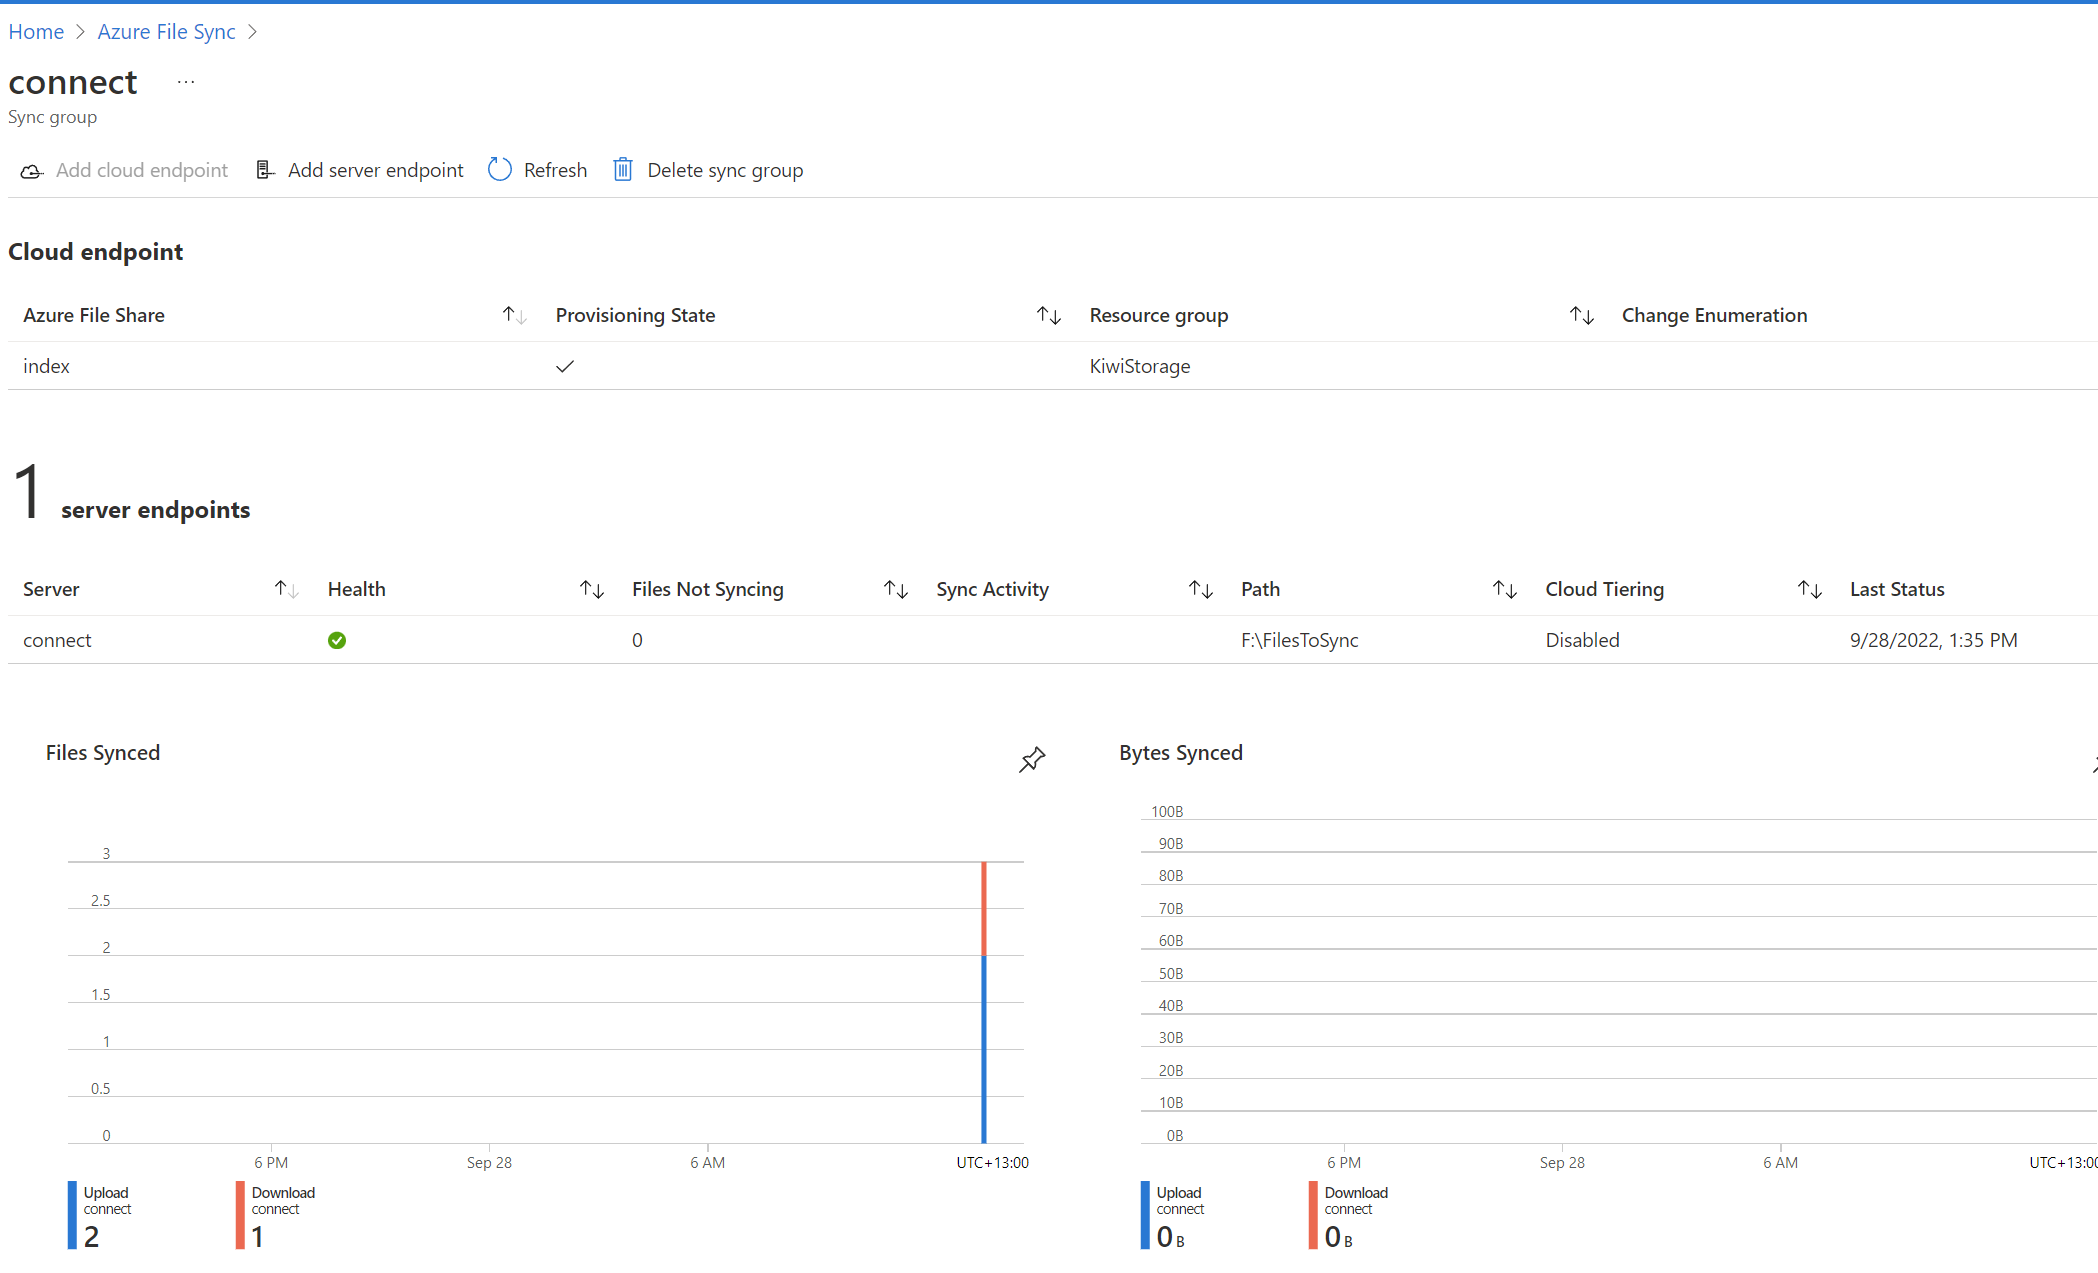 Home > Azure File Sync >
connect ...
Sync group
Add cloud endpoint Add server endpoint Refresh Delete sync group
Cloud endpoint
Azure File Share Provisioning State Resource group Change Enumeration
index KiwiStorage
1 server endpoints
Server Health Files Not Syncing Sync Activity Path Cloud Tiering Last Status
connect 0 F:\FilesToSync Disabled 9/28/2022, 1:35 PM
Files Synced
3
2.5
2
1.5
1
0.5
0
6 PM Sep 28 6 AM UTC+13:00
Upload Download
connect connect
2 1
Bytes Synced
100B
90B
80B
70B
60B
50B
40B
30B
20B
10B
0B
6 PM Sep 28 6 AM UTC+13:00
Upload Download
connect connect
0 B 0 B